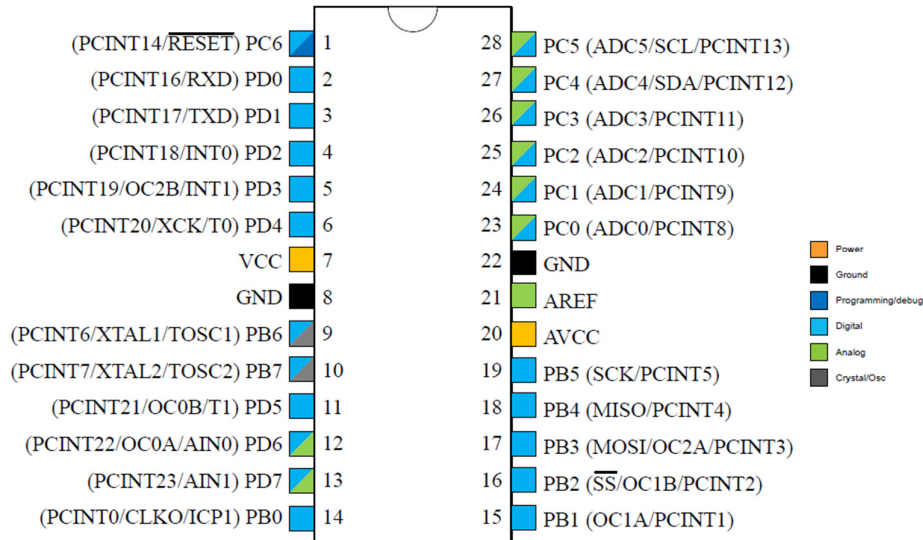 (PCINT14/RESET) PC6 1
(PCINT16/RXD) PD0 2
(PCINT17/TXD) PD1 3
(PCINT18/INT0) PD2 4
(PCINT19/OC2B/INT1) PD3 5
(PCINT20/XCK/T0) PD4 6
VCC 7
GND 8
(PCINT6/XTAL1/TOSC1) PB6 9
(PCINT7/XTAL2/TOSC2) PB7 10
(PCINT21/OC0B/T1) PD5 11
(PCINT22/OC0A/AIN0) PD6 12
(PCINT23/AIN1) PD7 13
(PCINT0/CLKO/ICP1) PB0 14
28 PC5 (ADC5/SCL/PCINT13)
27 PC4 (ADC4/SDA/PCINT12)
26 PC3 (ADC3/PCINT11)
25 PC2 (ADC2/PCINT10)
24 PC1 (ADC1/PCINT9)
23 PC0 (ADC0/PCINT8)
22 GND
21 AREF
20 AVCC
19 PB5 (SCK/PCINT5)
18 PB4 (MISO/PCINT4)
17 PB3 (MOSI/OC2A/PCINT3)
16 PB2 (SS/OC1B/PCINT2)
15 PB1 (OC1A/PCINT1)
Power
Ground
Programming/debug
Digital
Analog
Crystal/Osc